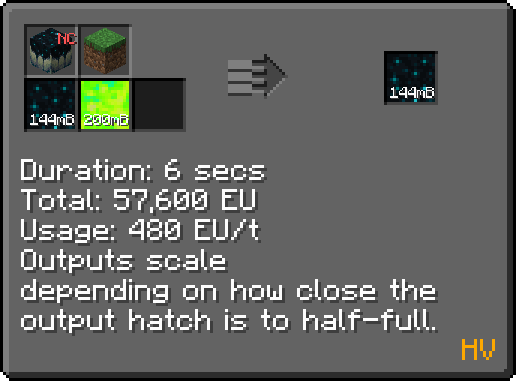 NC
144mB
299mB
144mB
Duration: 6 secs
Total: 57,600 EU
Usage: 480 EU/t
Outputs scale
depending on how close the
output hatch is to half-full.
HV